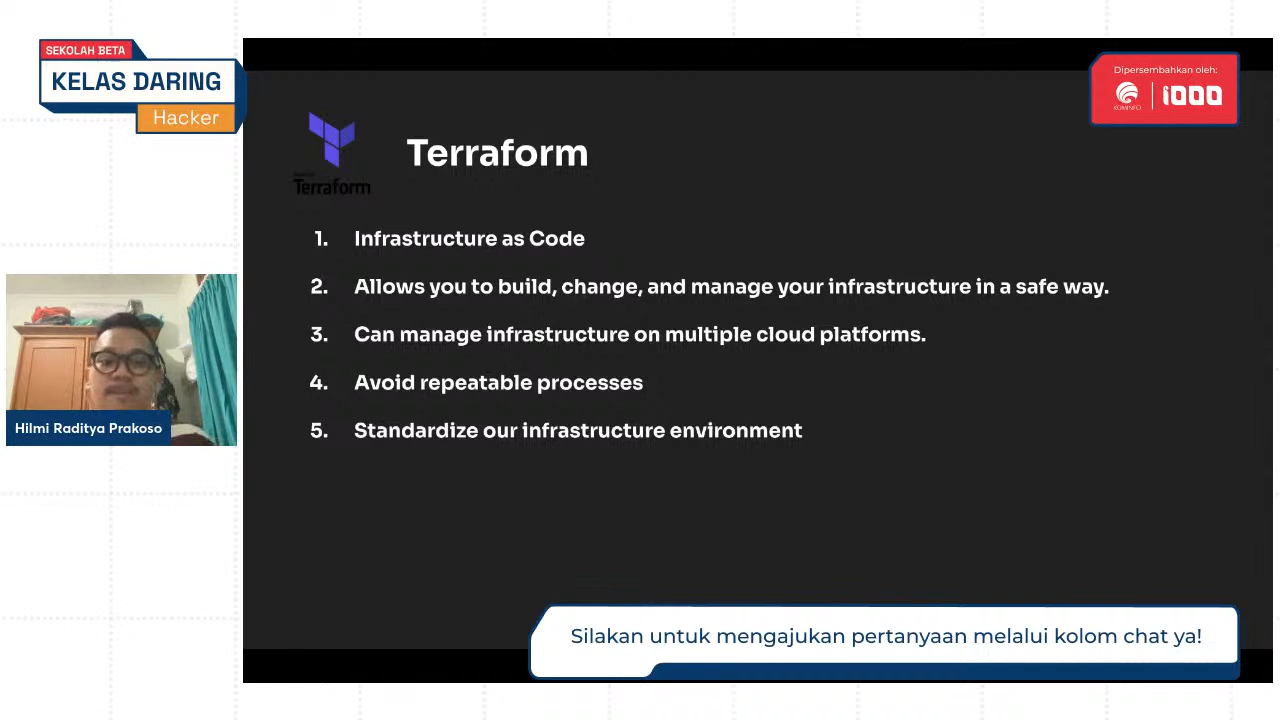 SEKOLAH BETA
KELAS DARING
Hacker
Dipersembahkan oleh:
KOMINFO
1000
Terraform
Terraform
1. Infrastructure as Code
2. Allows you to build, change, and manage your infrastructure in a safe way.
3. Can manage infrastructure on multiple cloud platforms.
4. Avoid repeatable processes
5. Standardize our infrastructure environment
Hilmi Raditya Prakoso
Silakan untuk mengajukan pertanyaan melalui kolom chat ya!